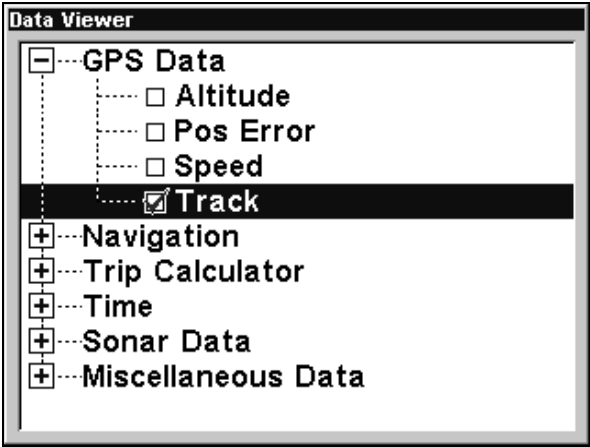 Data Viewer
GPS Data
Altitude
Pos Error
Speed
Track
Navigation
Trip Calculator
Time
Sonar Data
Miscellaneous Data